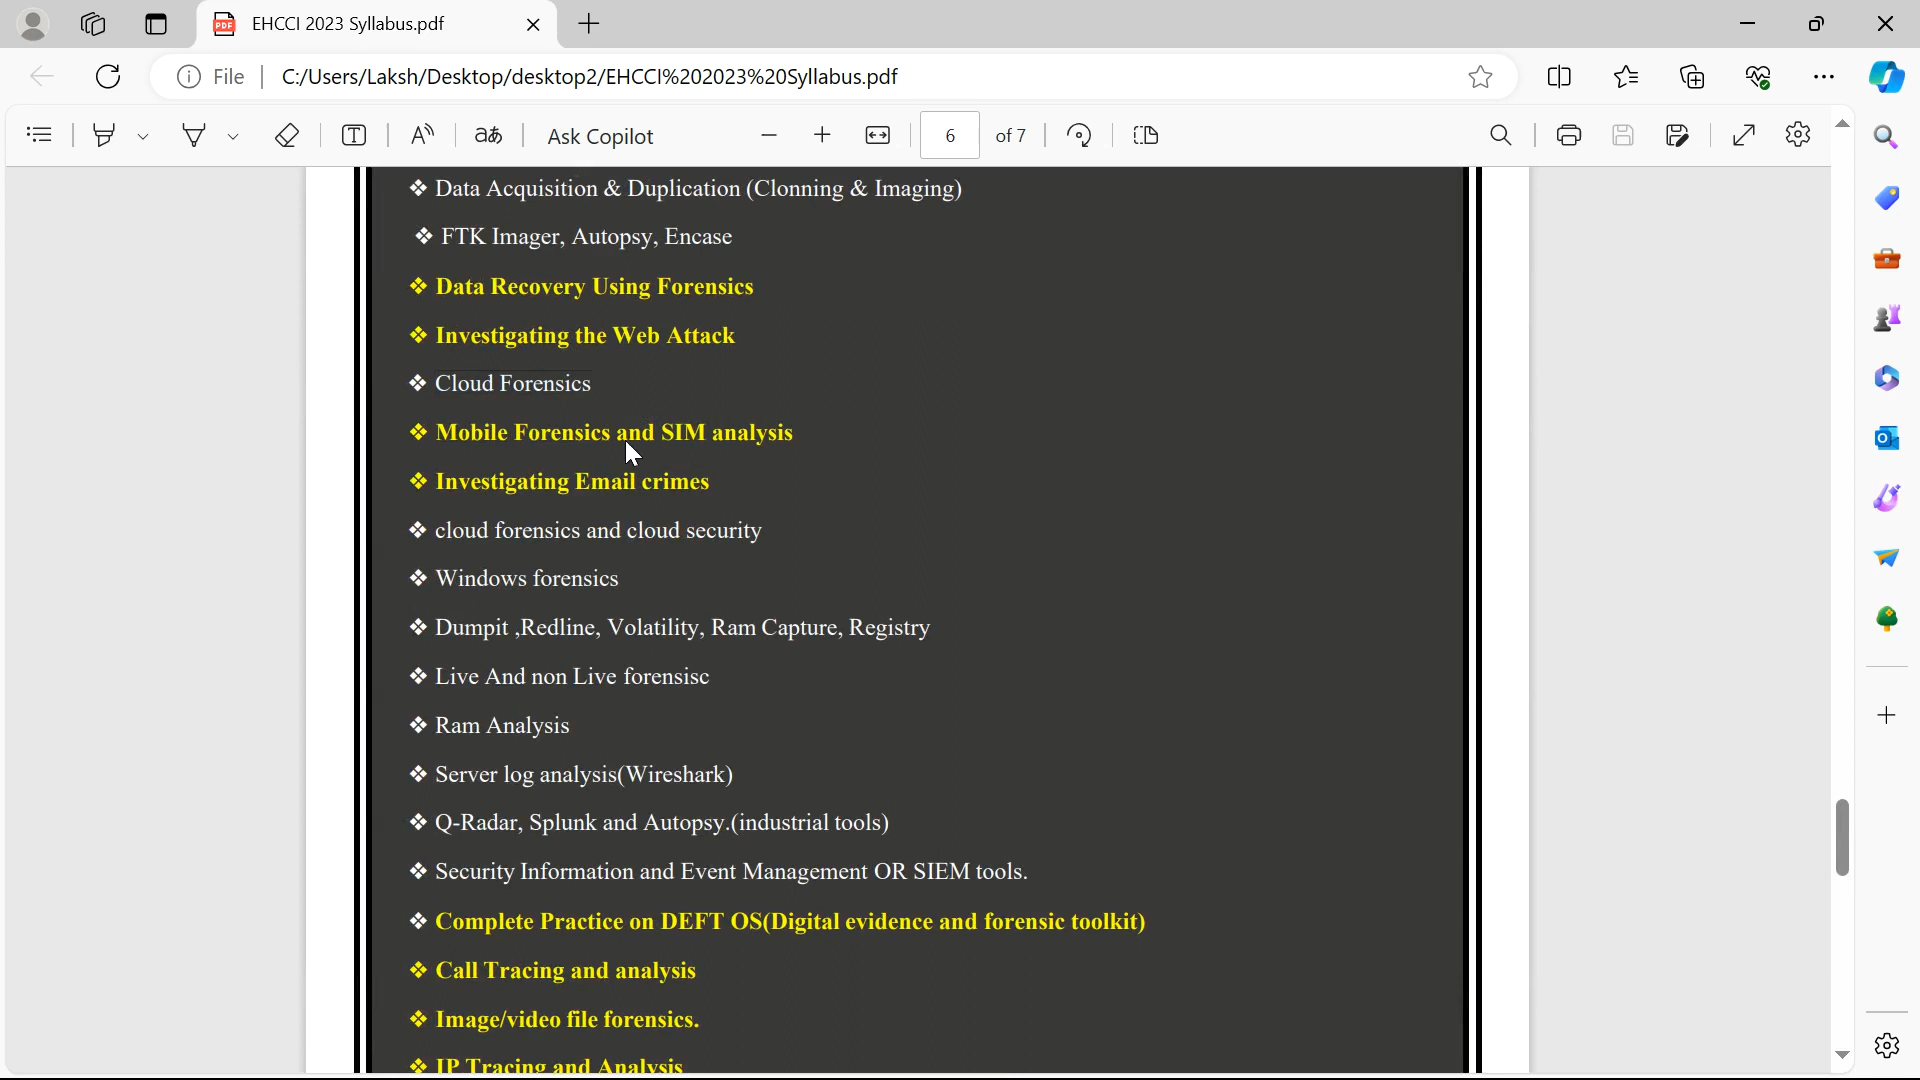 EHCCI 2023 Syllabus.pdf
File
C:/Users/Laksh/Desktop/desktop2/EHCCI%202023%20Syllabus.pdf
Ask Copilot
6 of 7
❖ Data Acquisition & Duplication (Clonning & Imaging)
❖ FTK Imager, Autopsy, Encase
❖ Data Recovery Using Forensics
❖ Investigating the Web Attack
❖ Cloud Forensics
❖ Mobile Forensics and SIM analysis
❖ Investigating Email crimes
❖ cloud forensics and cloud security
❖ Windows forensics
❖ Dumpit ,Redline, Volatility, Ram Capture, Registry
❖ Live And non Live forensisc
❖ Ram Analysis
❖ Server log analysis(Wireshark)
❖ Q-Radar, Splunk and Autopsy.(industrial tools)
❖ Security Information and Event Management OR SIEM tools.
❖ Complete Practice on DEFT OS(Digital evidence and forensic toolkit)
❖ Call Tracing and analysis
❖ Image/video file forensics.
❖ IP Tracing and Analysis